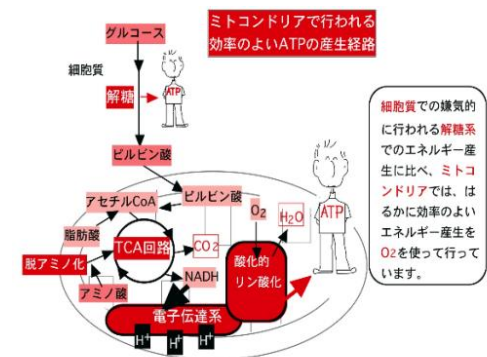 ミトコンドリアで行われる
効率のよいATPの産生経路
グルコース
細胞質
解糖
ATP
ピルビン酸
アセチルCoA
ピルビン酸
脂肪酸
TCA回路
CO2
脱アミノ化
アミノ酸
NADH
O2
H2O
ATP
酸化的
リン酸化
電子伝達系
H+
H+
H+
細胞質での嫌気的
に行われる解糖系
でのエネルギー産
生に比べ、ミトコ
ンドリアでは、は
るかに効率のよい
エネルギー産生を
O2を使って行って
います。